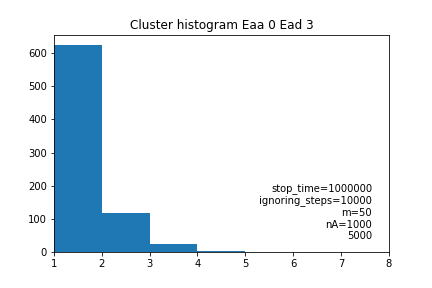 Cluster histogram Eaa 0 Ead 3
600
500
400
300
200
100
0
stop_time=1000000
ignoring_steps=10000
m=50
nA=1000
5000
1 2 3 4 5 6 7 8